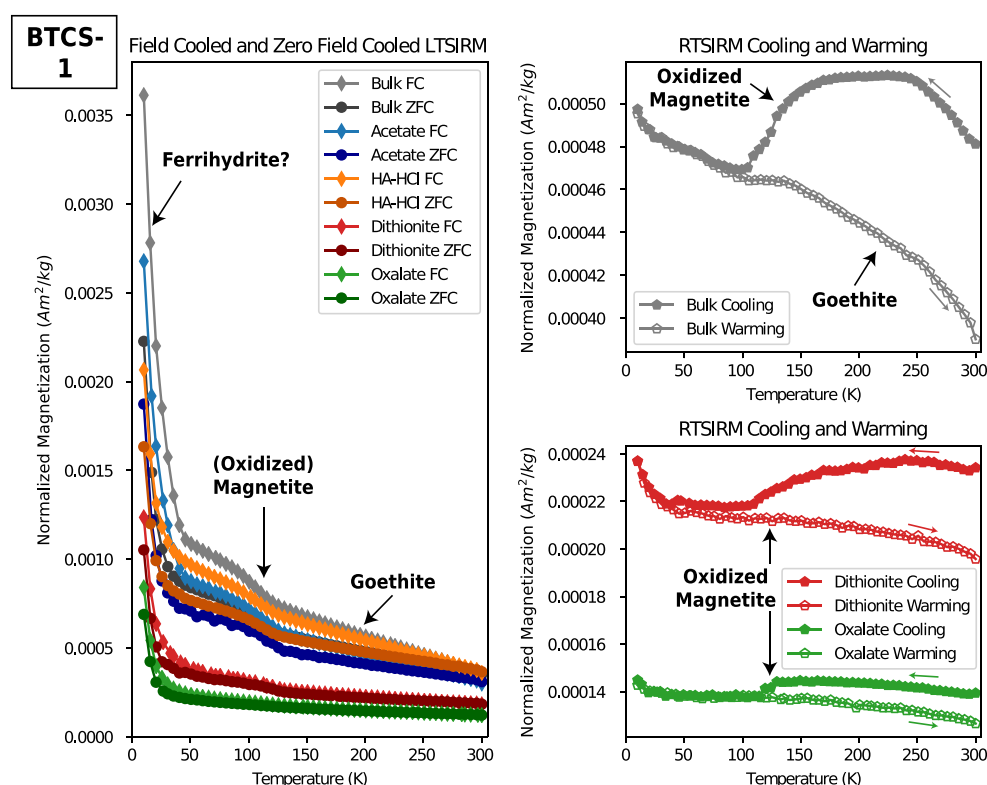 BTCS-
1
Field Cooled and Zero Field Cooled LTSIRM
Normalized Magnetization (Am²/kg)
0.0035
0.0030
0.0025
0.0020
0.0015
0.0010
0.0005
0.0000
Bulk FC
Bulk ZFC
Acetate FC
Acetate ZFC
HA-HCl FC
HA-HCl ZFC
Dithionite FC
Dithionite ZFC
Oxalate FC
Oxalate ZFC
Ferrihydrite?
(Oxidized)
Magnetite
Goethite
0 50 100 150 200 250 300
Temperature (K)
RTSIRM Cooling and Warming
Normalized Magnetization (Am²/kg)
0.00050
0.00048
0.00046
0.00044
0.00042
0.00040
Oxidized
Magnetite
Goethite
Bulk Cooling
Bulk Warming
0 50 100 150 200 250 300
Temperature (K)
RTSIRM Cooling and Warming
Normalized Magnetization (Am²/kg)
0.00024
0.00022
0.00020
0.00018
0.00016
0.00014
Oxidized
Magnetite
Dithionite Cooling
Dithionite Warming
Oxalate Cooling
Oxalate Warming
0 50 100 150 200 250 300
Temperature (K)